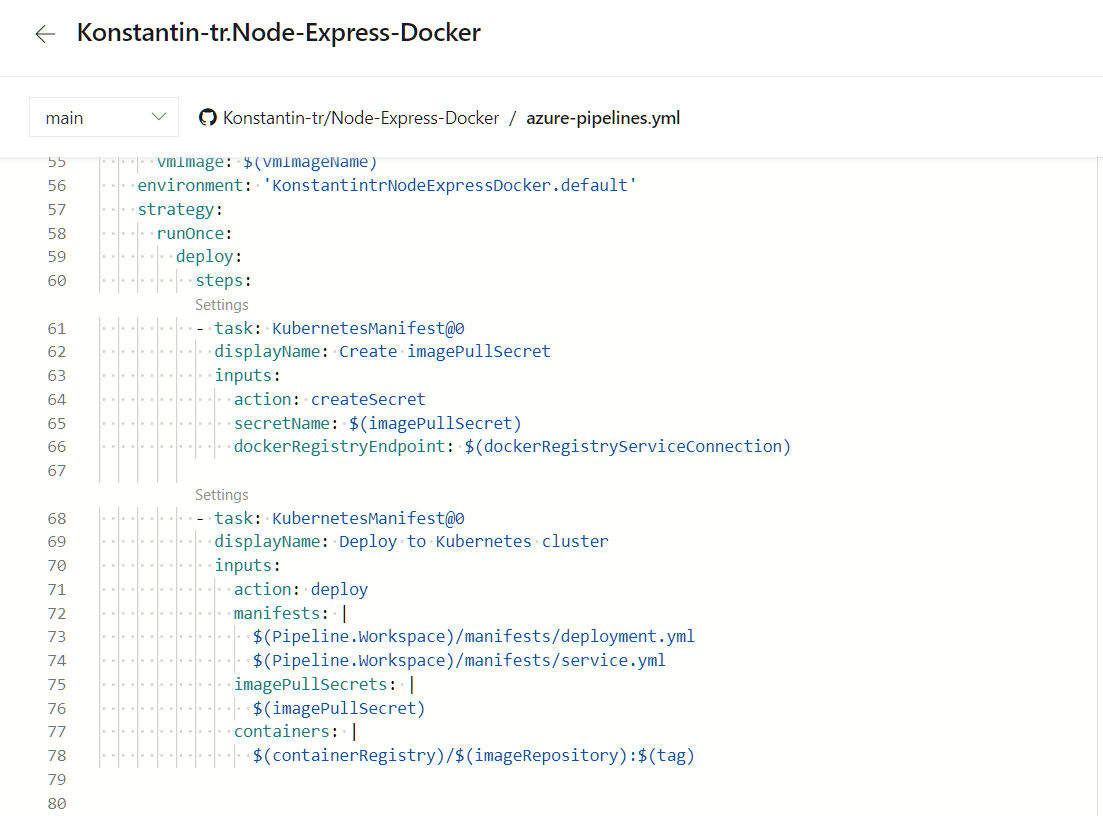 Konstantin-tr.Node-Express-Docker
main Konstantin-tr/Node-Express-Docker / azure-pipelines.yml
55 vmImage: $(vmImageName)
56 environment: 'KonstantintrNodeExpressDocker.default'
57 strategy:
58 runOnce:
59 deploy:
60 steps:
Settings
61 - task: KubernetesManifest@0
62 displayName: Create imagePullSecret
63 inputs:
64 action: createSecret
65 secretName: $(imagePullSecret)
66 dockerRegistryEndpoint: $(dockerRegistryServiceConnection)
67
Settings
68 - task: KubernetesManifest@0
69 displayName: Deploy to Kubernetes cluster
70 inputs:
71 action: deploy
72 manifests: |
73 $(Pipeline.Workspace)/manifests/deployment.yml
74 $(Pipeline.Workspace)/manifests/service.yml
75 imagePullSecrets: |
76 $(imagePullSecret)
77 containers: |
78 $(containerRegistry)/$(imageRepository):$(tag)
79
80